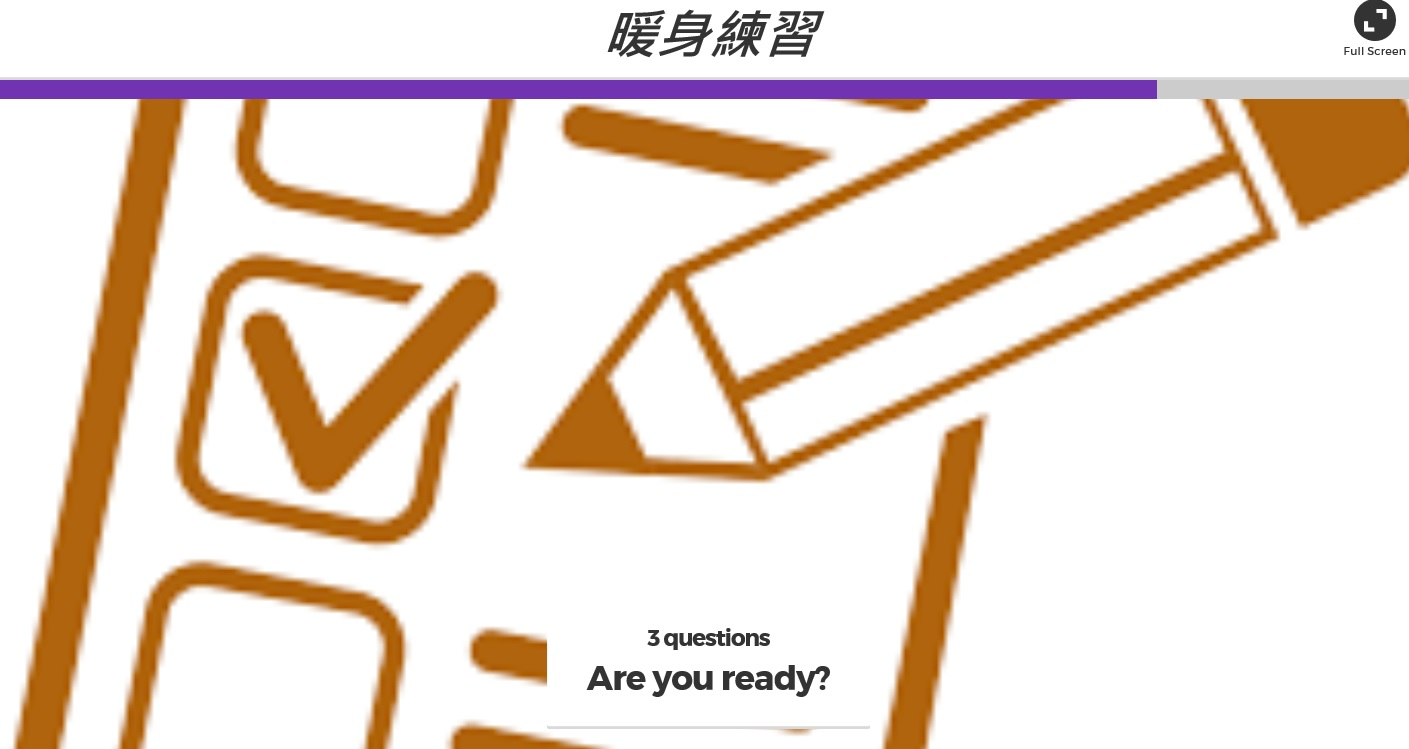 暖身練習
Full Screen
3 questions
Are you ready?